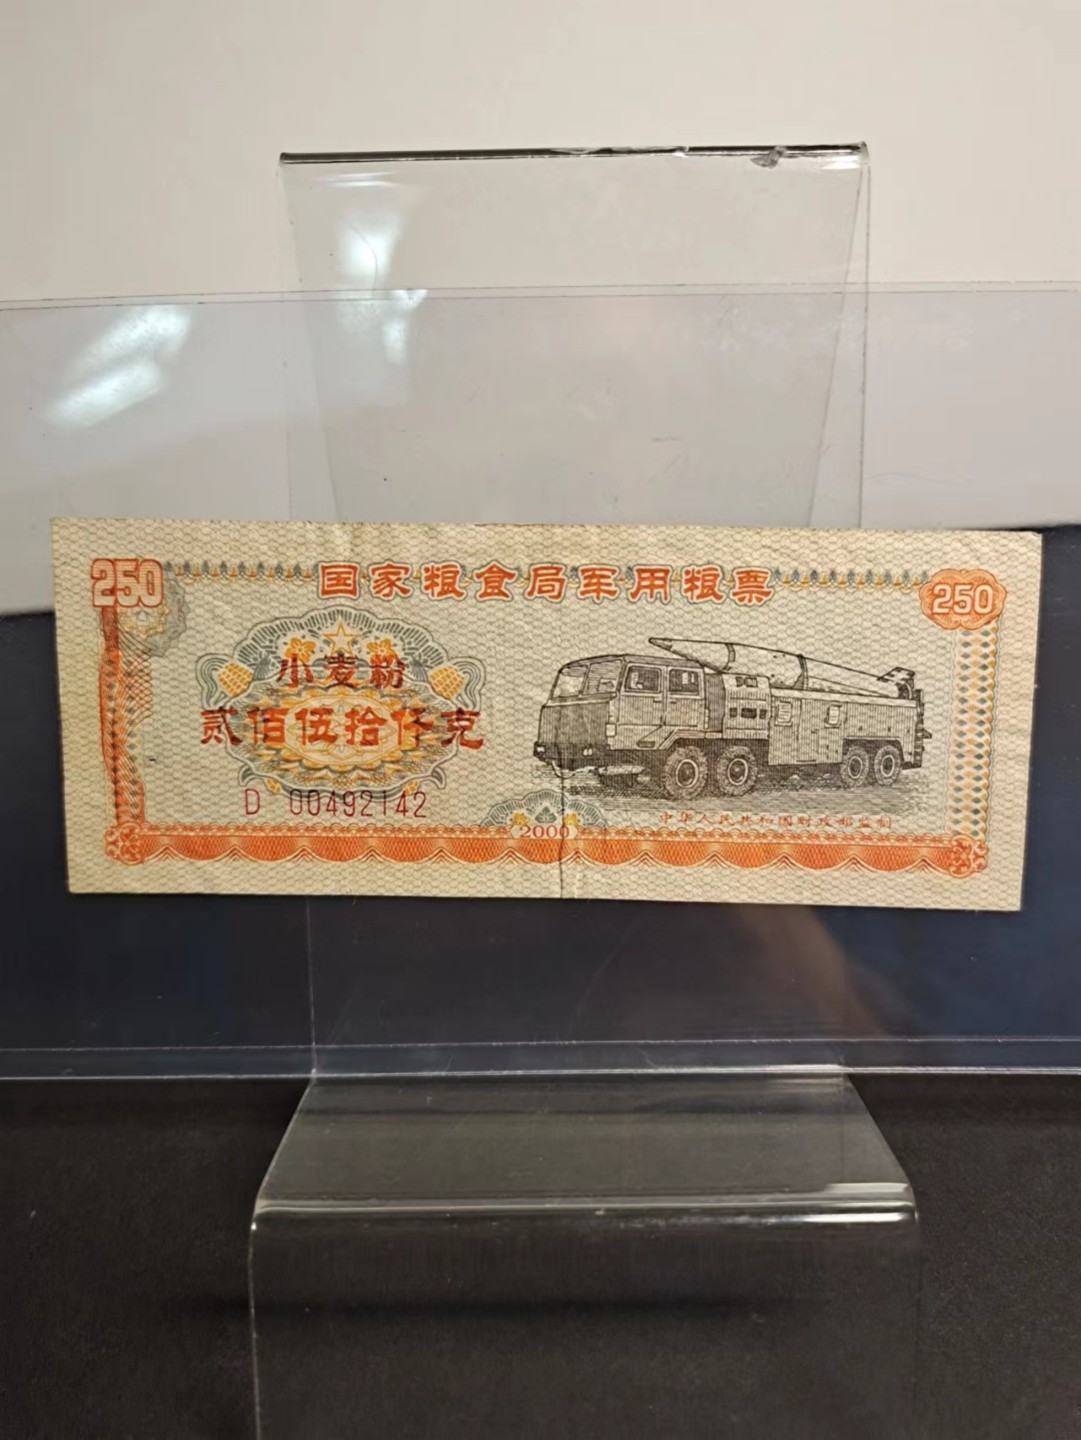 国家粮食局军用粮票
250
250
小麦粉
贰佰伍拾仟克
D 00492142
2000
中华人民共和国财政部监制